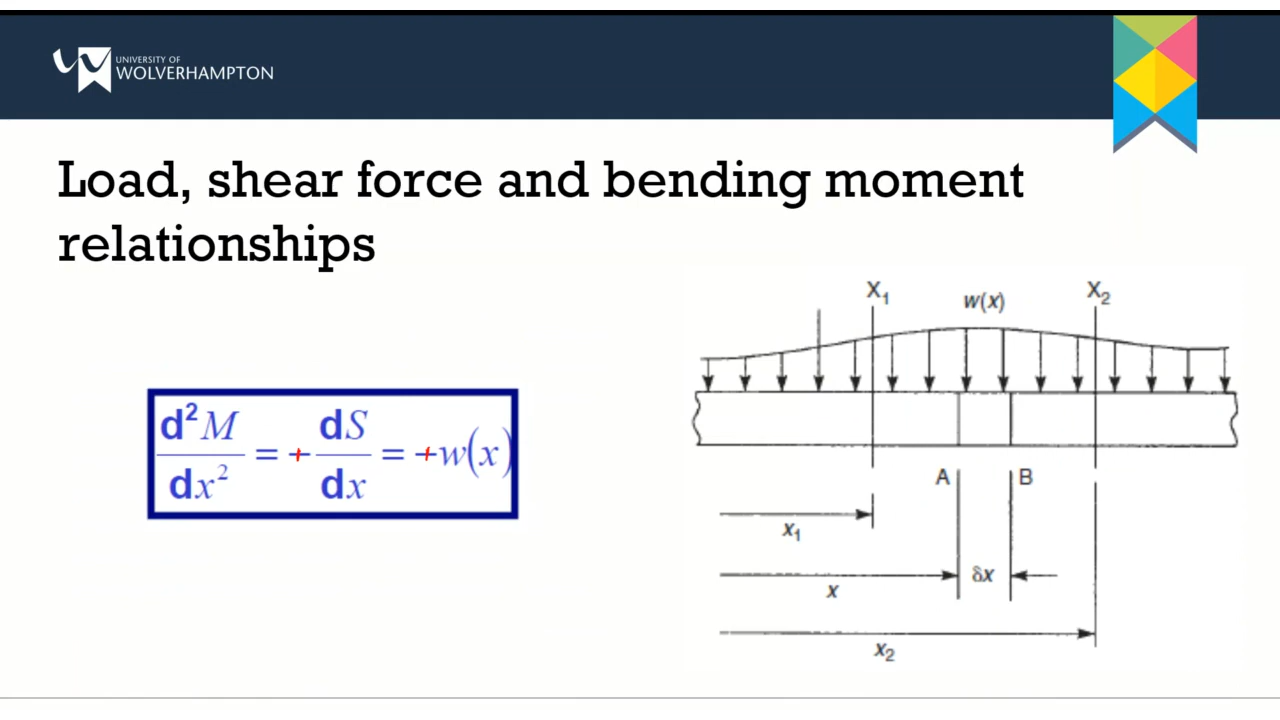 UNIVERSITY OF
WOLVERHAMPTON
Load, shear force and bending moment
relationships
d²M/dx² = +dS/dx = +w(x)
X₁
w(x)
X₂
A
B
x₁
δx
x
x₂